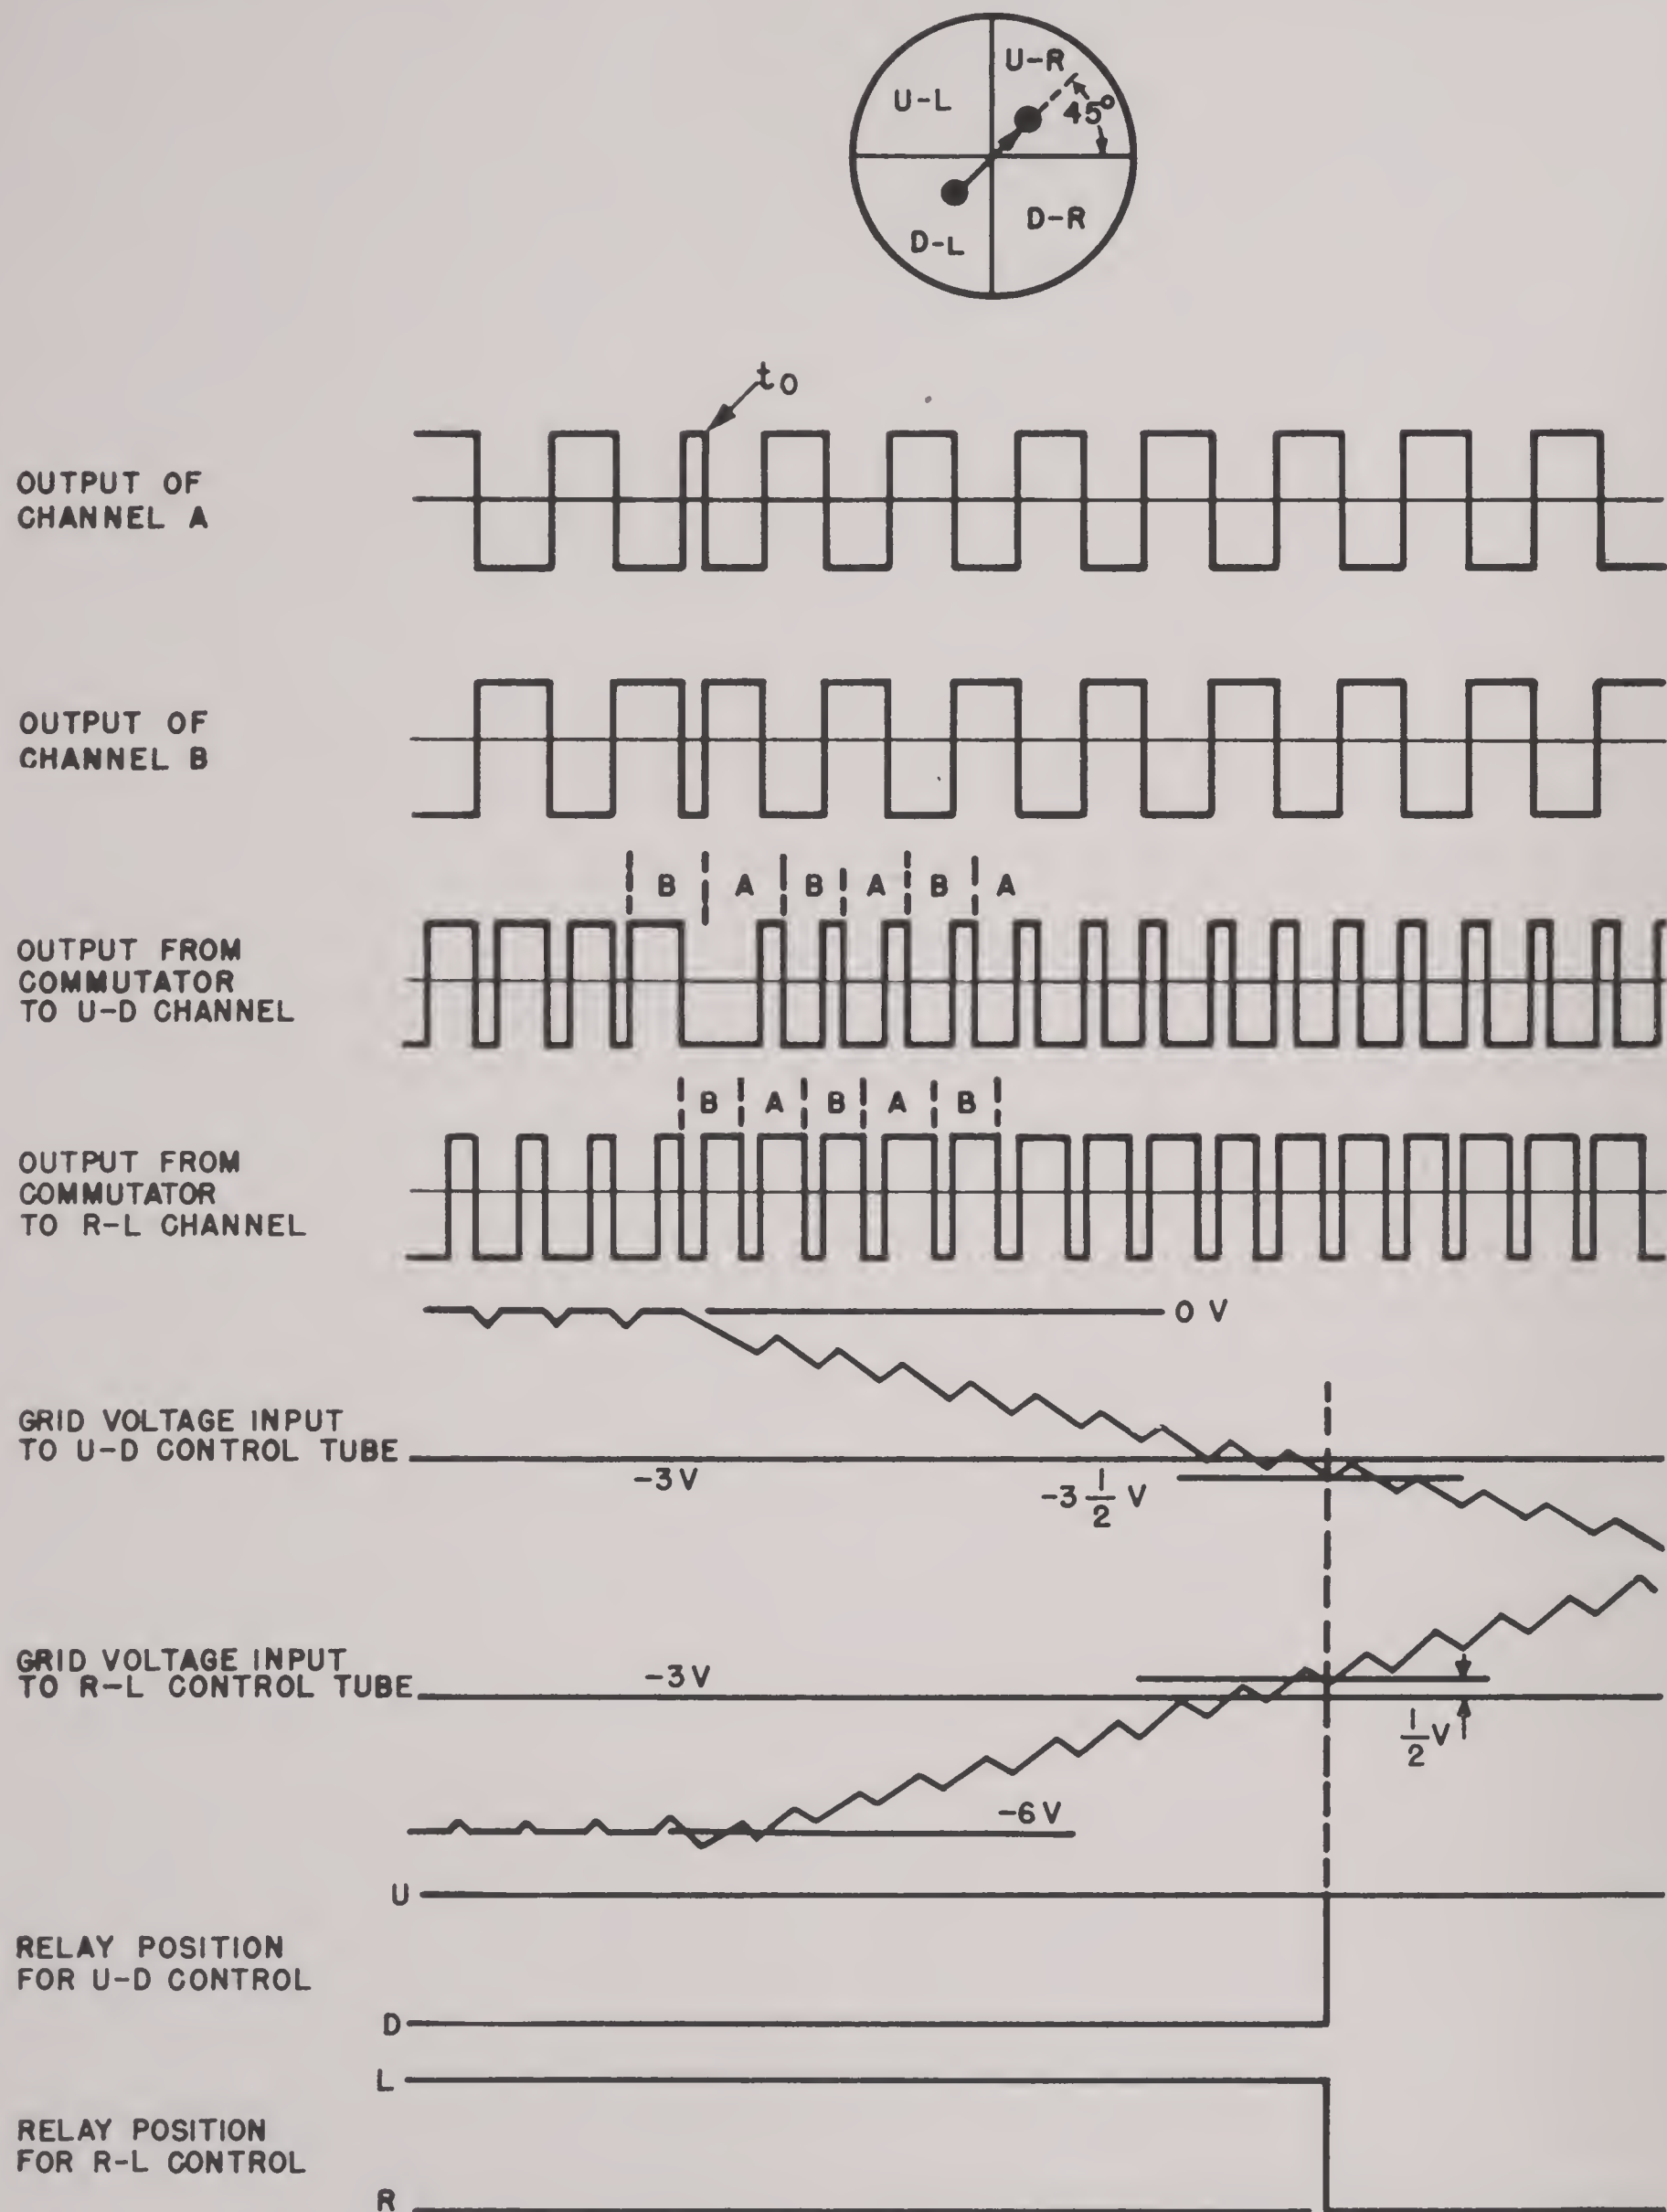 U-R
U-L
45°
D-R
D-L
t0
OUTPUT OF
CHANNEL A
OUTPUT OF
CHANNEL B
B A B A B A
OUTPUT FROM
COMMUTATOR
TO U-D CHANNEL
B A B A B
OUTPUT FROM
COMMUTATOR
TO R-L CHANNEL
0 V
GRID VOLTAGE INPUT
TO U-D CONTROL TUBE
-3V
-3 1/2 V
GRID VOLTAGE INPUT
TO R-L CONTROL TUBE
-3V
1/2 V
-6V
U
RELAY POSITION
FOR U-D CONTROL
D
L
RELAY POSITION
FOR R-L CONTROL
R